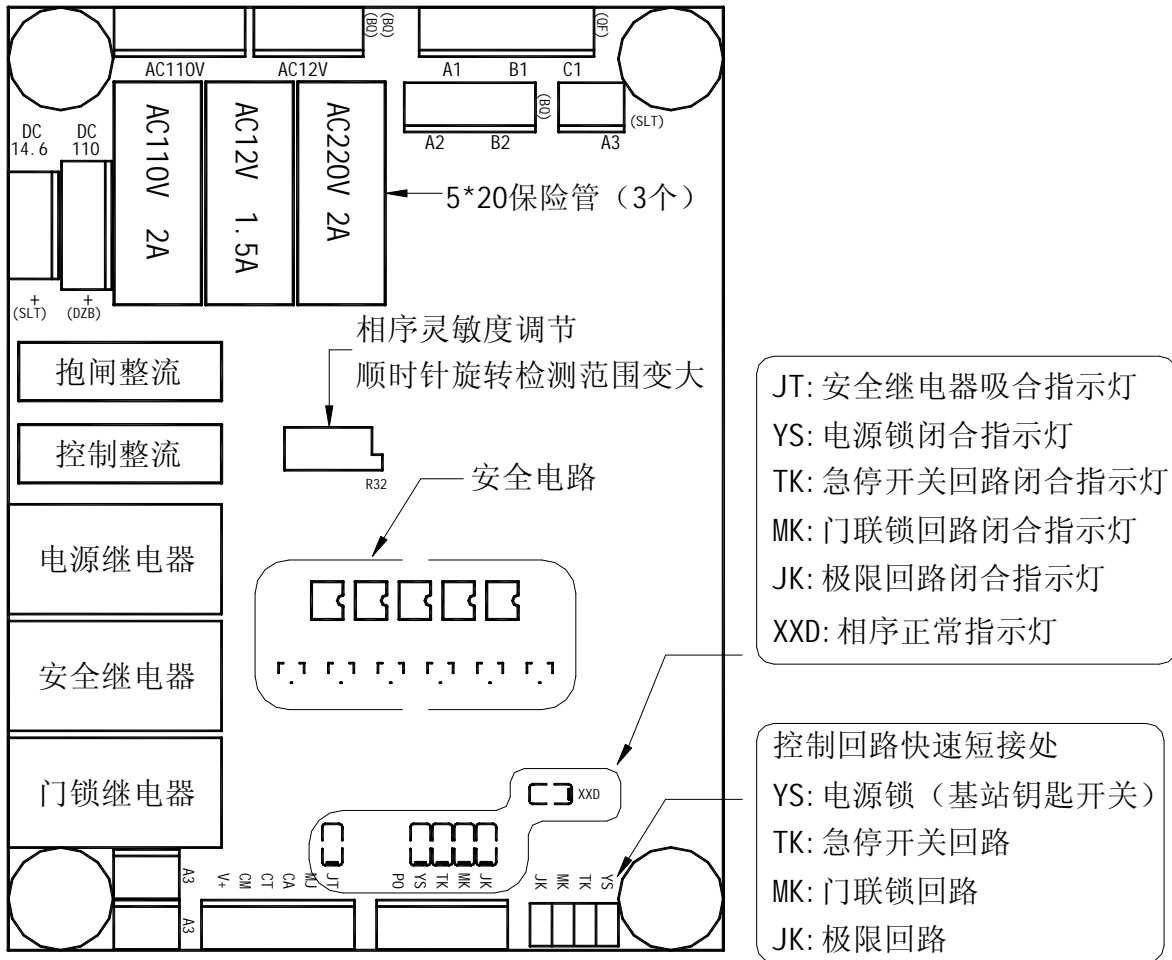 (BQ)
(BQ)
(QF)
AC110V
AC12V
A1
B1
C1
(BQ)
(SLT)
A2
B2
A3
DC
14.6
DC
110
AC110V 2A
AC12V 1.5A
AC220V 2A
5*20保险管（3个）
+
(SLT)
+
(DZB)
相序灵敏度调节
顺时针旋转检测范围变大
抱闸整流
控制整流
R32
安全电路
电源继电器
安全继电器
门锁继电器
JT:安全继电器吸合指示灯
YS:电源锁闭合指示灯
TK:急停开关回路闭合指示灯
MK:门联锁回路闭合指示灯
JK:极限回路闭合指示灯
XXD:相序正常指示灯
XXD
控制回路快速短接处
YS:电源锁（基站钥匙开关）
TK:急停开关回路
MK:门联锁回路
JK:极限回路
A3
V+
CM
CT
CA
MJ
JT
PO
YS
TK
MK
JK
JK
MK
TK
YS
A3